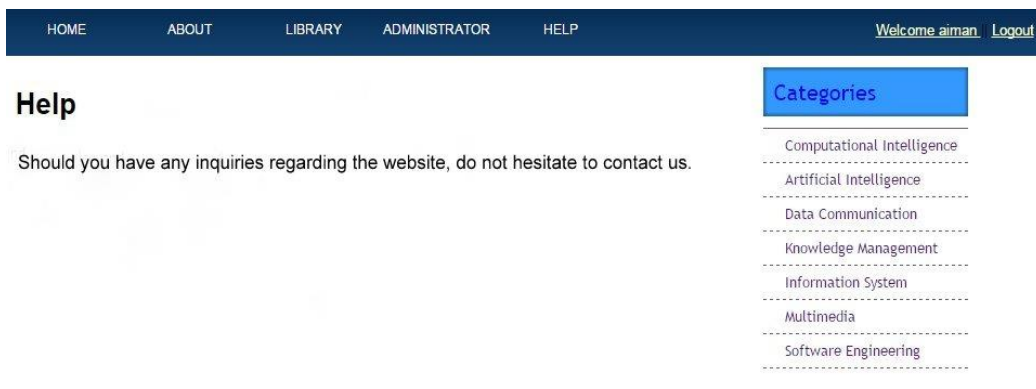 HOME ABOUT LIBRARY ADMINISTRATOR HELP Welcome aiman || Logout
Help
Should you have any inquiries regarding the website, do not hesitate to contact us.
Categories
Computational Intelligence
Artificial Intelligence
Data Communication
Knowledge Management
Information System
Multimedia
Software Engineering